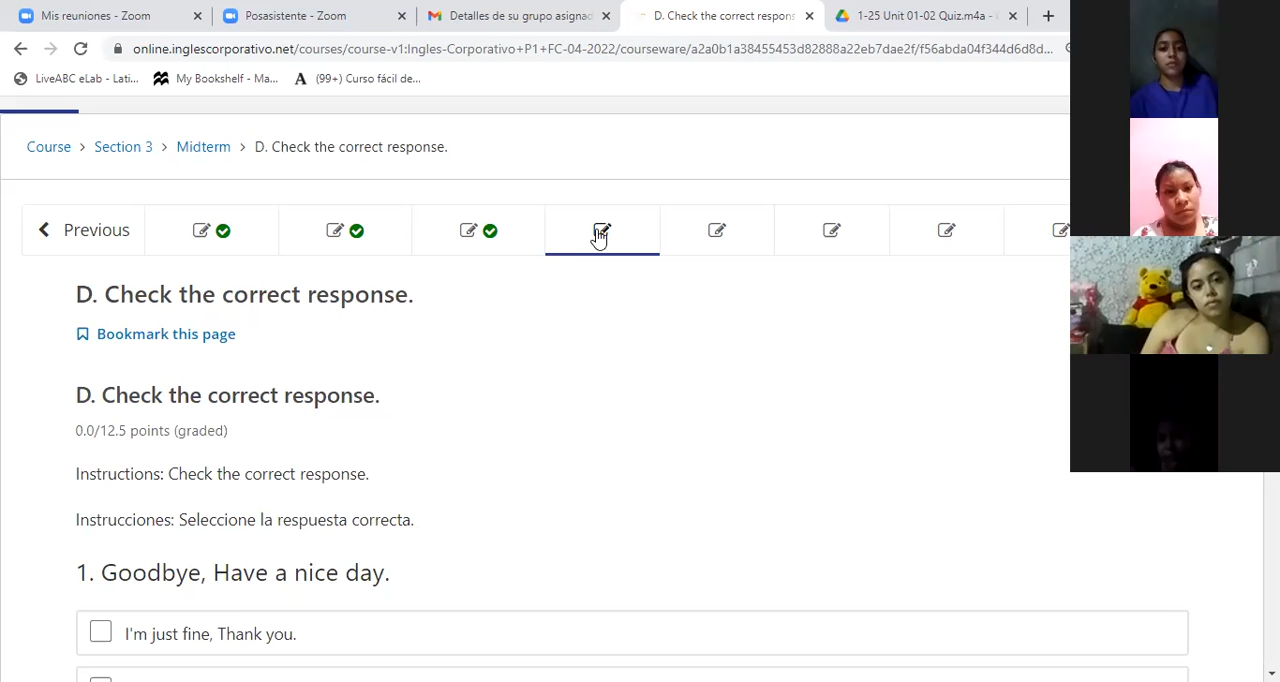 Mis reuniones - Zoom
Posasistente - Zoom
Detalles de su grupo asignad
D. Check the correct respons
1-25 Unit 01-02 Quiz.m4a -
online.inglescorporativo.net/courses/course-v1:Ingles-Corporativo+P1+FC-04-2022/courseware/a2a0b1a38455453d82888a22eb7dae2f/f56abda04f344d6d8d...
LiveABC eLab - Lati...
My Bookshelf - Ma...
(99+) Curso fácil de...
Course > Section 3 > Midterm > D. Check the correct response.
Previous
D. Check the correct response.
Bookmark this page
D. Check the correct response.
0.0/12.5 points (graded)
Instructions: Check the correct response.
Instrucciones: Seleccione la respuesta correcta.
1. Goodbye, Have a nice day.
I'm just fine, Thank you.